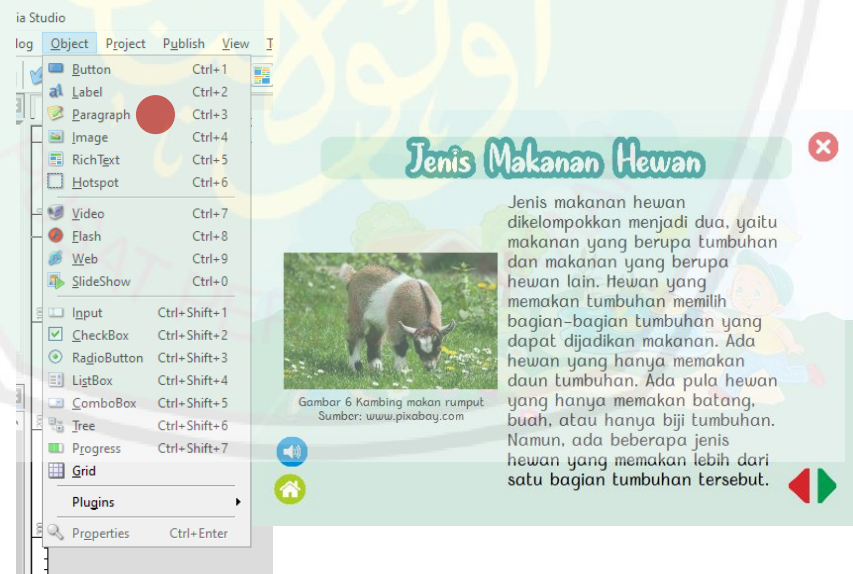 ia Studio
log Object Project Publish View T
Button Ctrl+1
Label Ctrl+2
Paragraph Ctrl+3
Image Ctrl+4
RichText Ctrl+5
Hotspot Ctrl+6
Video Ctrl+7
Flash Ctrl+8
Web Ctrl+9
SlideShow Ctrl+0
Input Ctrl+Shift+1
CheckBox Ctrl+Shift+2
RadioButton Ctrl+Shift+3
ListBox Ctrl+Shift+4
ComboBox Ctrl+Shift+5
Tree Ctrl+Shift+6
Progress Ctrl+Shift+7
Grid
Plugins
Properties Ctrl+Enter
Jenis Makanan Hewan
Gambar 6 Kambing makan rumput
Sumber: www.pixabay.com
Jenis makanan hewan
dikelompokkan menjadi dua, yaitu
makanan yang berupa tumbuhan
dan makanan yang berupa
hewan lain. Hewan yang
memakan tumbuhan memilih
bagian-bagian tumbuhan yang
dapat dijadikan makanan. Ada
hewan yang hanya memakan
daun tumbuhan. Ada pula hewan
yang hanya memakan batang,
buah, atau hanya biji tumbuhan.
Namun, ada beberapa jenis
hewan yang memakan lebih dari
satu bagian tumbuhan tersebut.